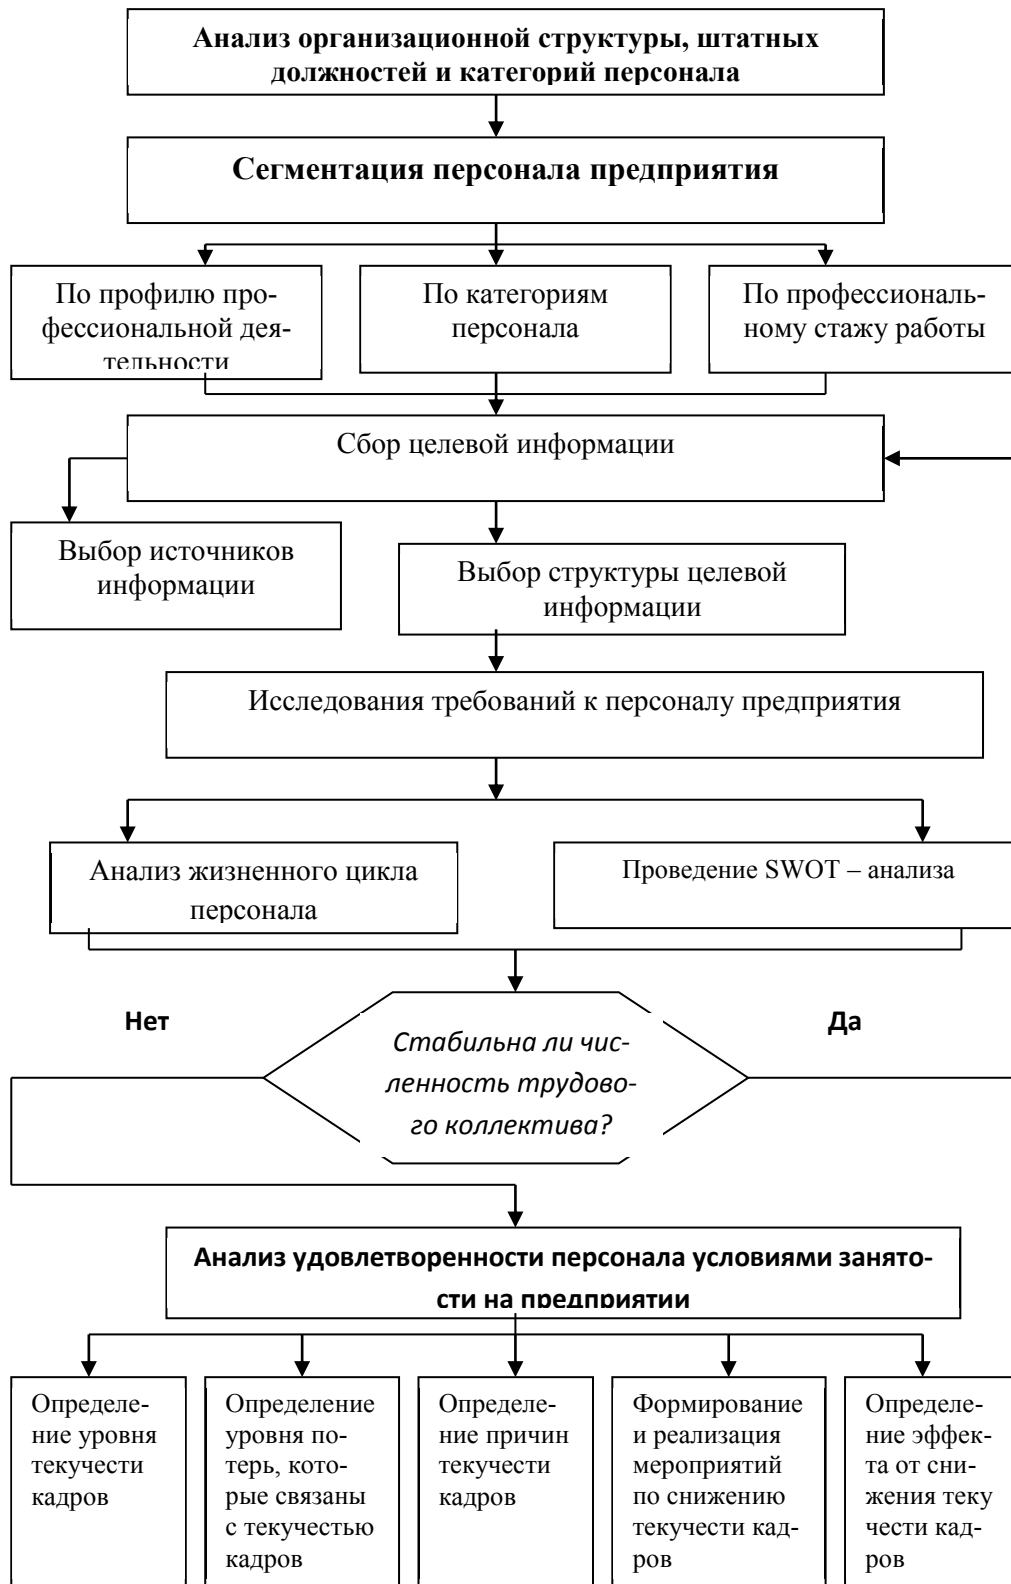 Анализ организационной структуры, штатных
должностей и категорий персонала
Сегментация персонала предприятия
По профилю про-
фессиональной дея-
тельности
По категориям
персонала
По профессиональ-
ному стажу работы
Сбор целевой информации
Выбор источников
информации
Выбор структуры целевой
информации
Исследования требований к персоналу предприятия
Анализ жизненного цикла
персонала
Проведение SWOT – анализа
Нет
Да
Стабильна ли чис-
ленность трудово-
го коллектива?
Анализ удовлетворенности персонала условиями занято-
сти на предприятии
Определе-
ние уровня
текучести
кадров
Определение
уровня по-
терь, кото-
рые связаны
с текучестью
кадров
Определе-
ние причин
текучести
кадров
Формирование
и реализация
мероприятий
по снижению
текучести кад-
ров
Определе-
ние эффек-
та от сни-
жения теку
чести кад-
ров